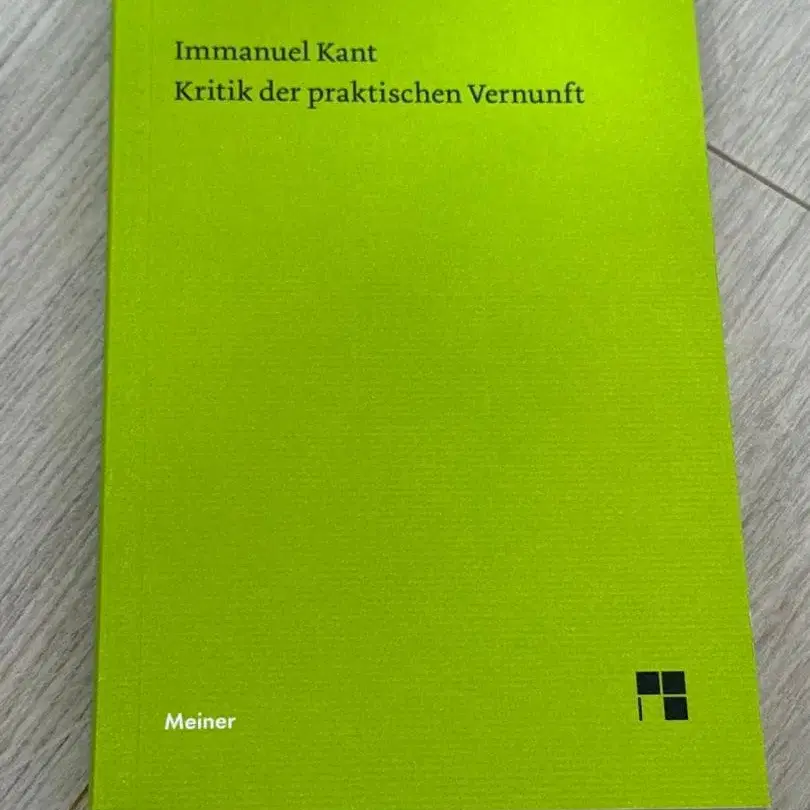 Immanuel Kant
Kritik der praktischen Vernunft
Meiner